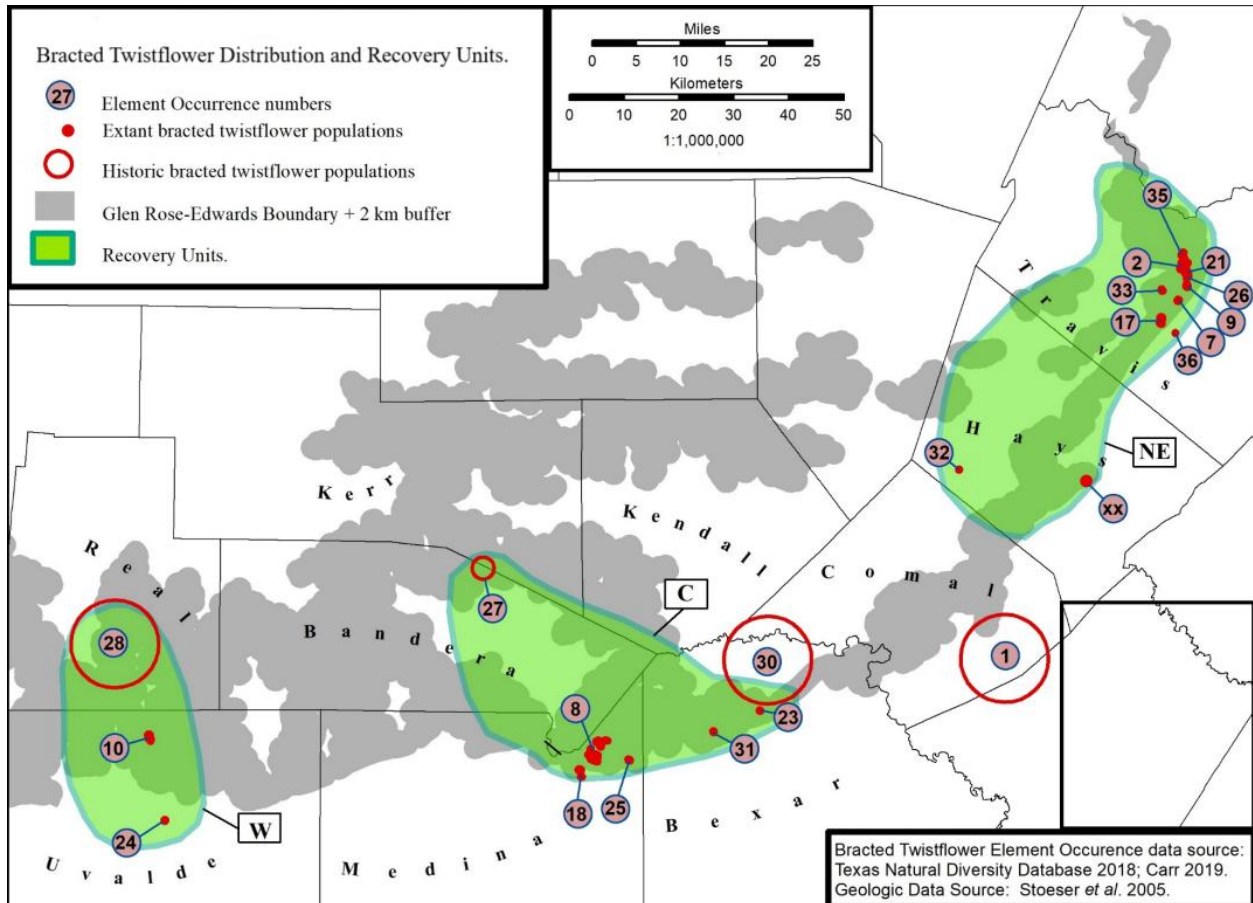 Bracted Twistflower Distribution and Recovery Units.
27 Element Occurrence numbers
Extant bracted twistflower populations
Historic bracted twistflower populations
Glen Rose-Edwards Boundary + 2 km buffer
Recovery Units.
Miles
0 5 10 15 20 25
Kilometers
0 10 20 30 40 50
1:1,000,000
35
2
21
33
26
17
9
7
36
Travis
Hays
32
NE
xx
Kerr
Kendall
Comal
Real
C
27
28
Bandera
30
1
8
23
10
31
18
25
24
W
Bexar
Uvalde
Medina
Bracted Twistflower Element Occurence data source:
Texas Natural Diversity Database 2018; Carr 2019.
Geologic Data Source: Stoeser et al. 2005.